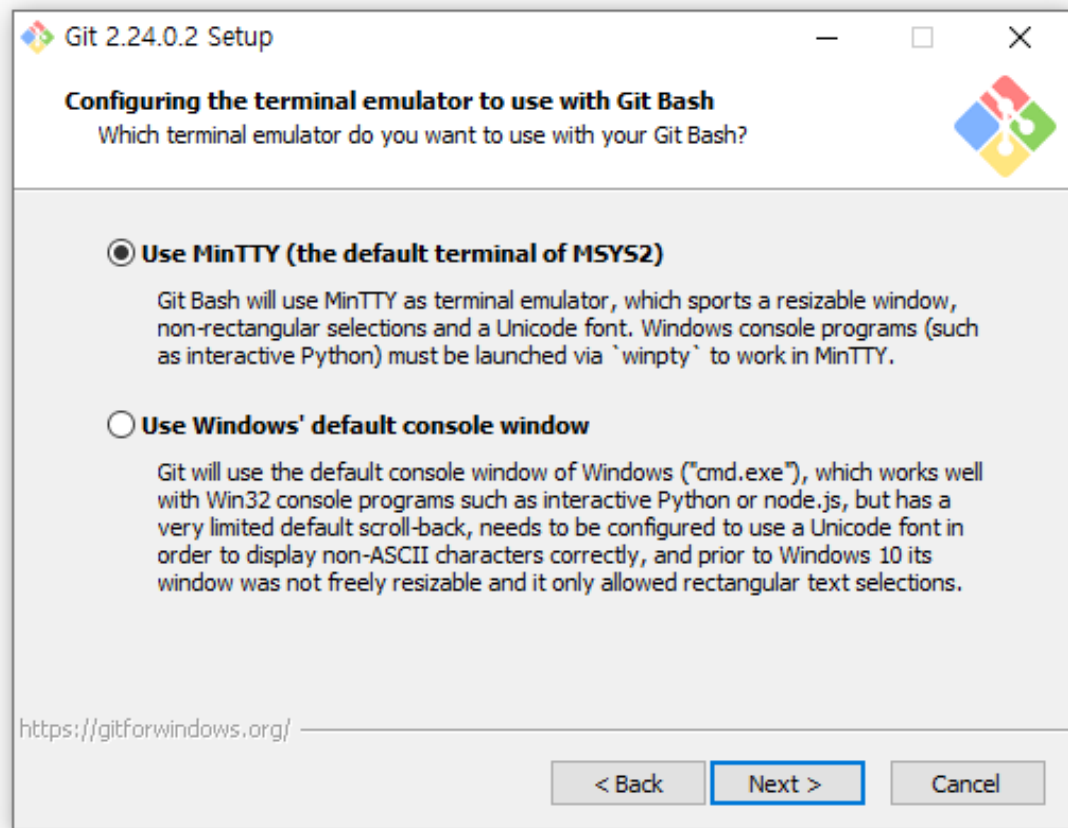 Git 2.24.0.2 Setup
Configuring the terminal emulator to use with Git Bash
Which terminal emulator do you want to use with your Git Bash?
Use MinTTY (the default terminal of MSYS2)
Git Bash will use MinTTY as terminal emulator, which sports a resizable window,
non-rectangular selections and a Unicode font. Windows console programs (such
as interactive Python) must be launched via `winpty` to work in MinTTY.
Use Windows' default console window
Git will use the default console window of Windows ("cmd.exe"), which works well
with Win32 console programs such as interactive Python or node.js, but has a
very limited default scroll-back, needs to be configured to use a Unicode font in
order to display non-ASCII characters correctly, and prior to Windows 10 its
window was not freely resizable and it only allowed rectangular text selections.
https://gitforwindows.org/
< Back Next > Cancel